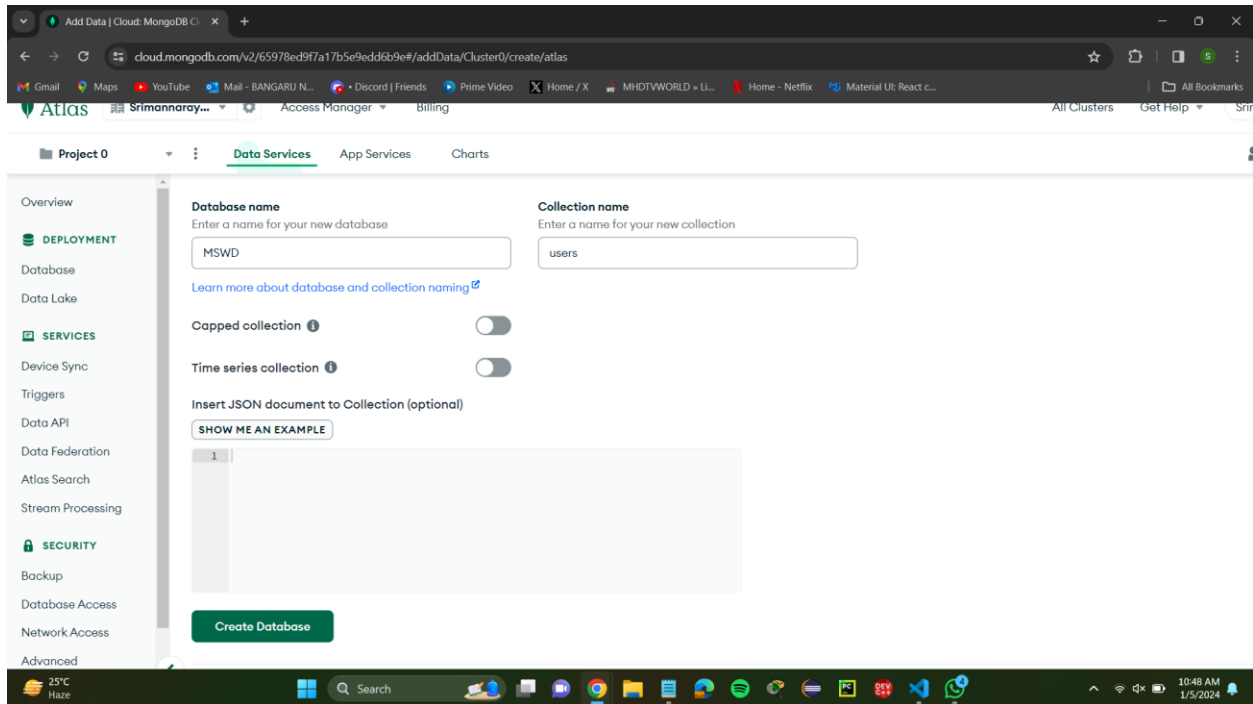 Add Data | Cloud: MongoDB Cl
cloud.mongodb.com/v2/65978ed9f7a17b5e9edd6b9e#/addData/Cluster0/create/atlas
S
Gmail Maps YouTube Mail - BANGARU N... • Discord | Friends Prime Video Home / X MHDTVWORLD » Li... Home - Netflix Material UI: React c... All Bookmarks
Atlas Srimannaray... Access Manager Billing All Clusters Get Help Srir
Project 0 Data Services App Services Charts
Overview
DEPLOYMENT
Database
Data Lake
SERVICES
Device Sync
Triggers
Data API
Data Federation
Atlas Search
Stream Processing
SECURITY
Backup
Database Access
Network Access
Advanced
Database name
Enter a name for your new database
MSWD
Collection name
Enter a name for your new collection
users
Learn more about database and collection naming
Capped collection
Time series collection
Insert JSON document to Collection (optional)
SHOW ME AN EXAMPLE
1
Create Database
25°C
Haze
Search
PC
DEV
C++
4
10:48 AM
1/5/2024